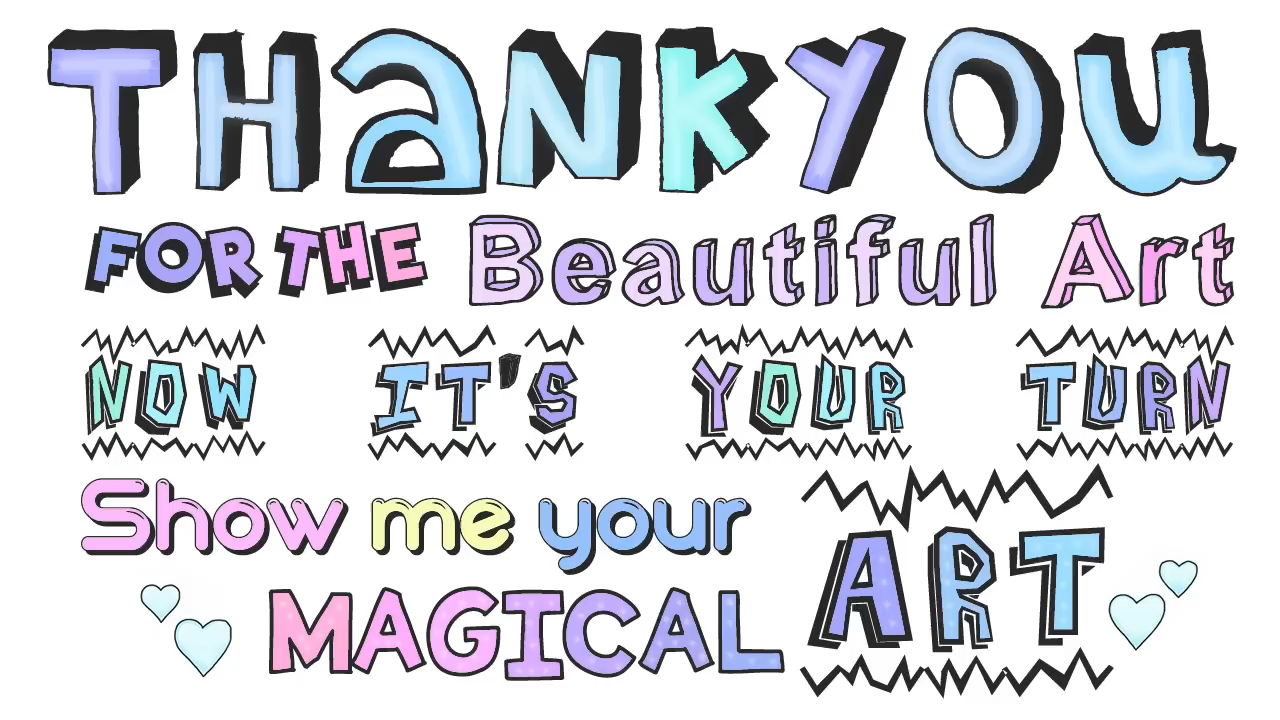 THaNKYOU
FOR THE Beautiful Art
NOW IT'S YOUR TURN
Show me your
MAGICAL ART